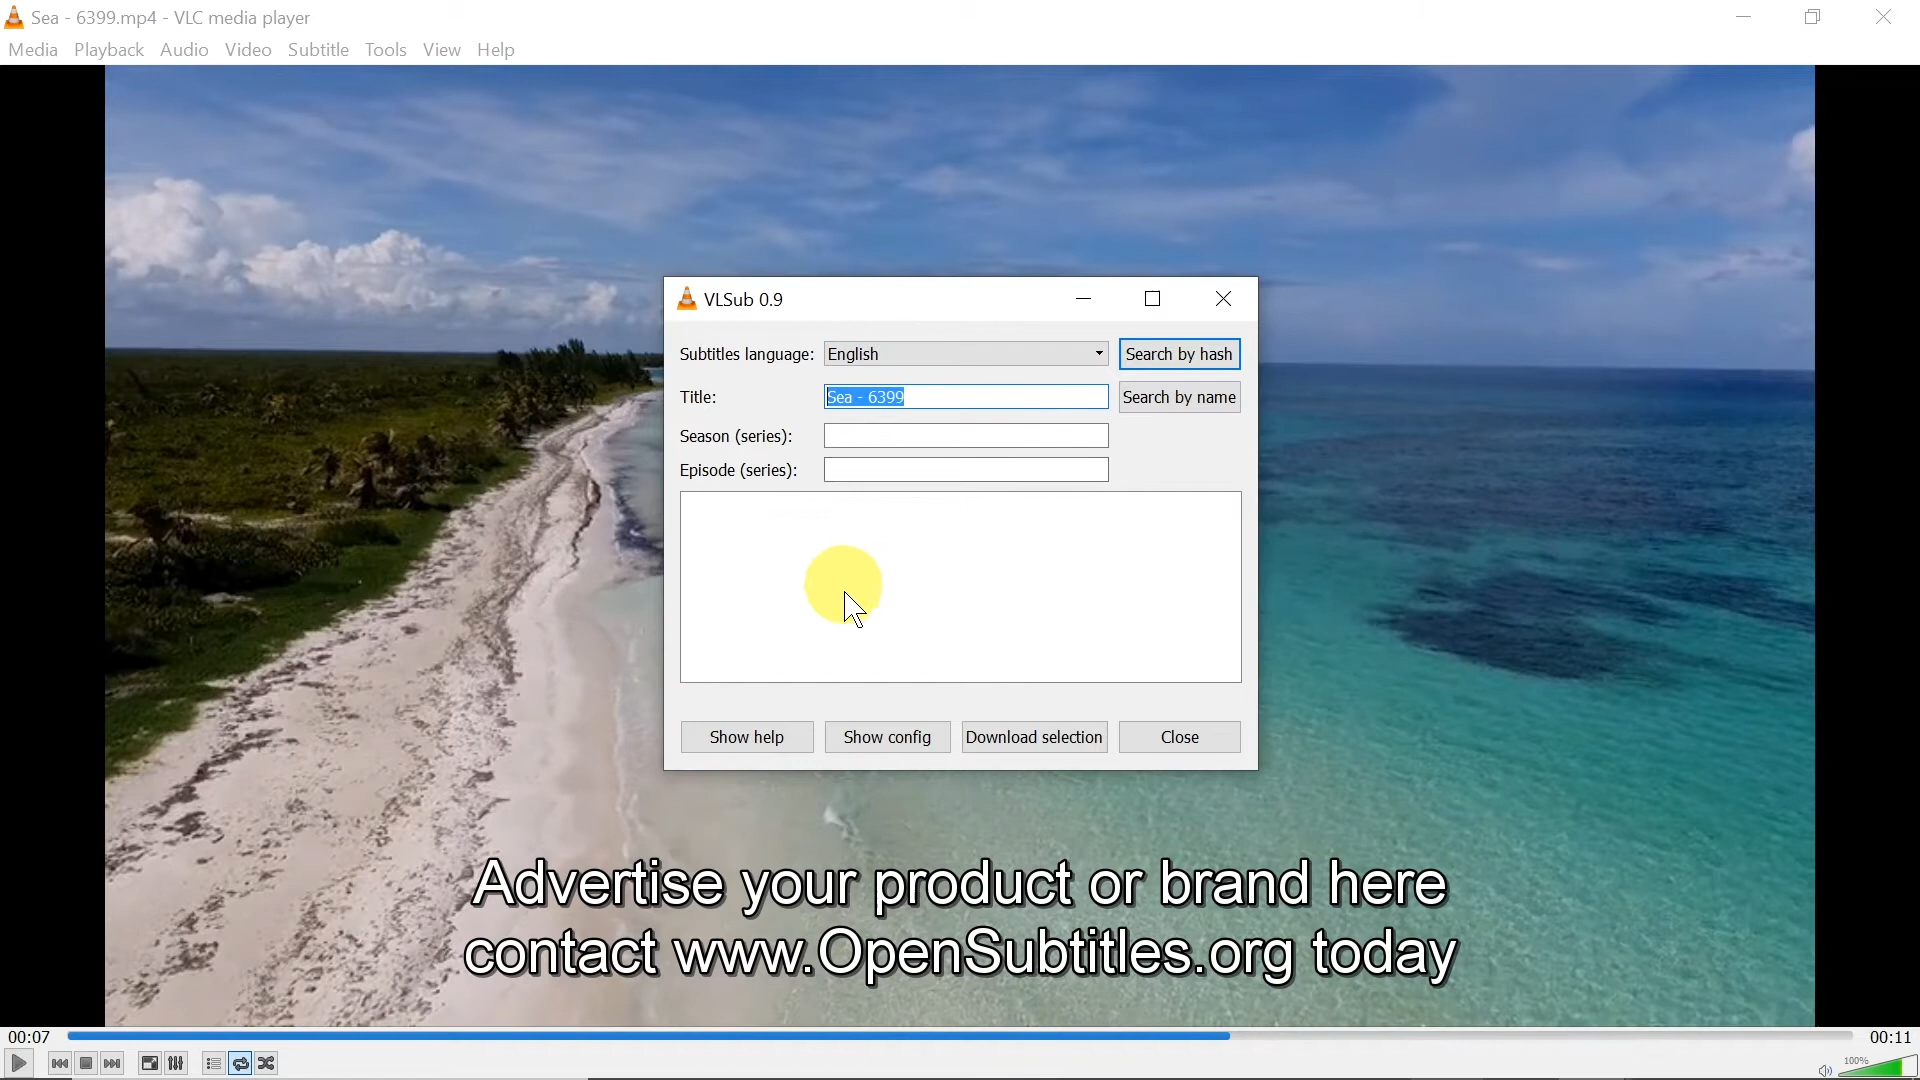 Sea - 6399.mp4 - VLC media player
Media Playback Audio Video Subtitle Tools View Help
VLSub 0.9
Subtitles language: English Search by hash
Title: Sea - 6399 Search by name
Season (series):
Episode (series):
Show help Show config Download selection Close
Advertise your product or brand here
contact www.OpenSubtitles.org today
00:07 00:11
100%